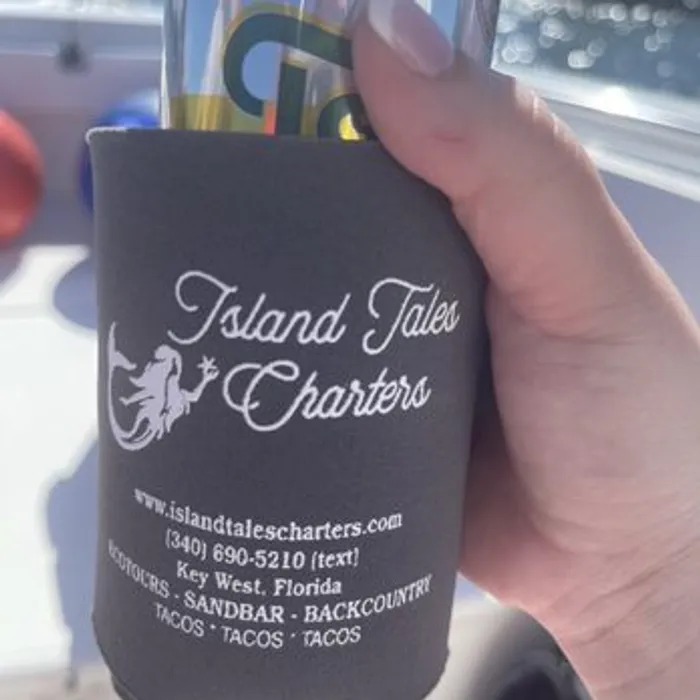 Island Tales
Charters
www.islandtalescharters.com
(340) 690-5210 (text)
Key West, Florida
ECOTOURS - SANDBAR - BACKCOUNTRY
TACOS * TACOS * TACOS